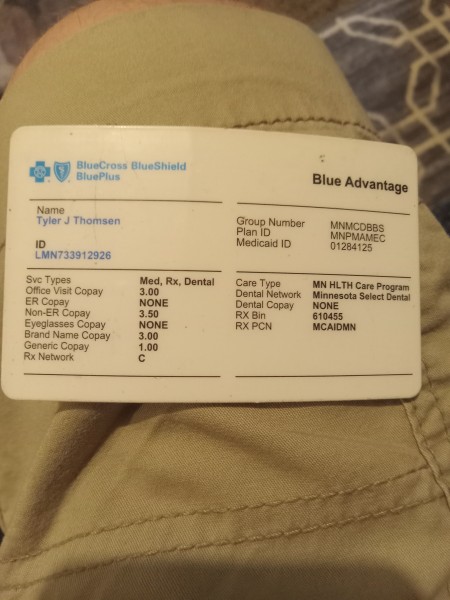 BlueCross BlueShield
BluePlus
Blue Advantage
Name
Tyler J Thomsen
ID
LMN733912926
Group Number MNMCDBBS
Plan ID MNPMAMEC
Medicaid ID 01284125
Svc Types Med, Rx, Dental
Office Visit Copay 3.00
ER Copay NONE
Non-ER Copay 3.50
Eyeglasses Copay NONE
Brand Name Copay 3.00
Generic Copay 1.00
Rx Network C
Care Type MN HLTH Care Program
Dental Network Minnesota Select Dental
Dental Copay NONE
RX Bin 610455
RX PCN MCAIDMN